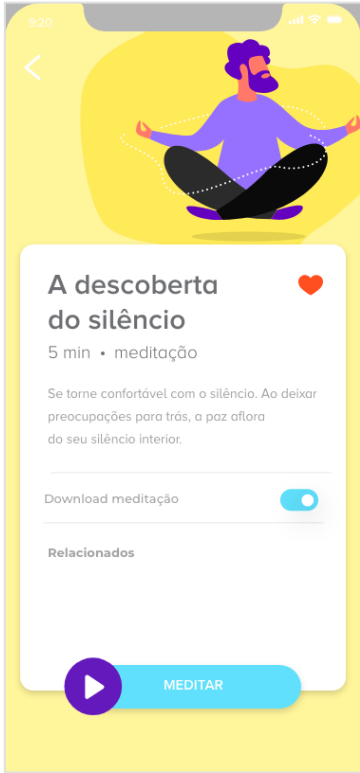 9:20
A descoberta
do silêncio
5 min • meditação
Se torne confortável com o silêncio. Ao deixar
preocupações para trás, a paz aflora
do seu silêncio interior.
Download meditação
Relacionados
MEDITAR